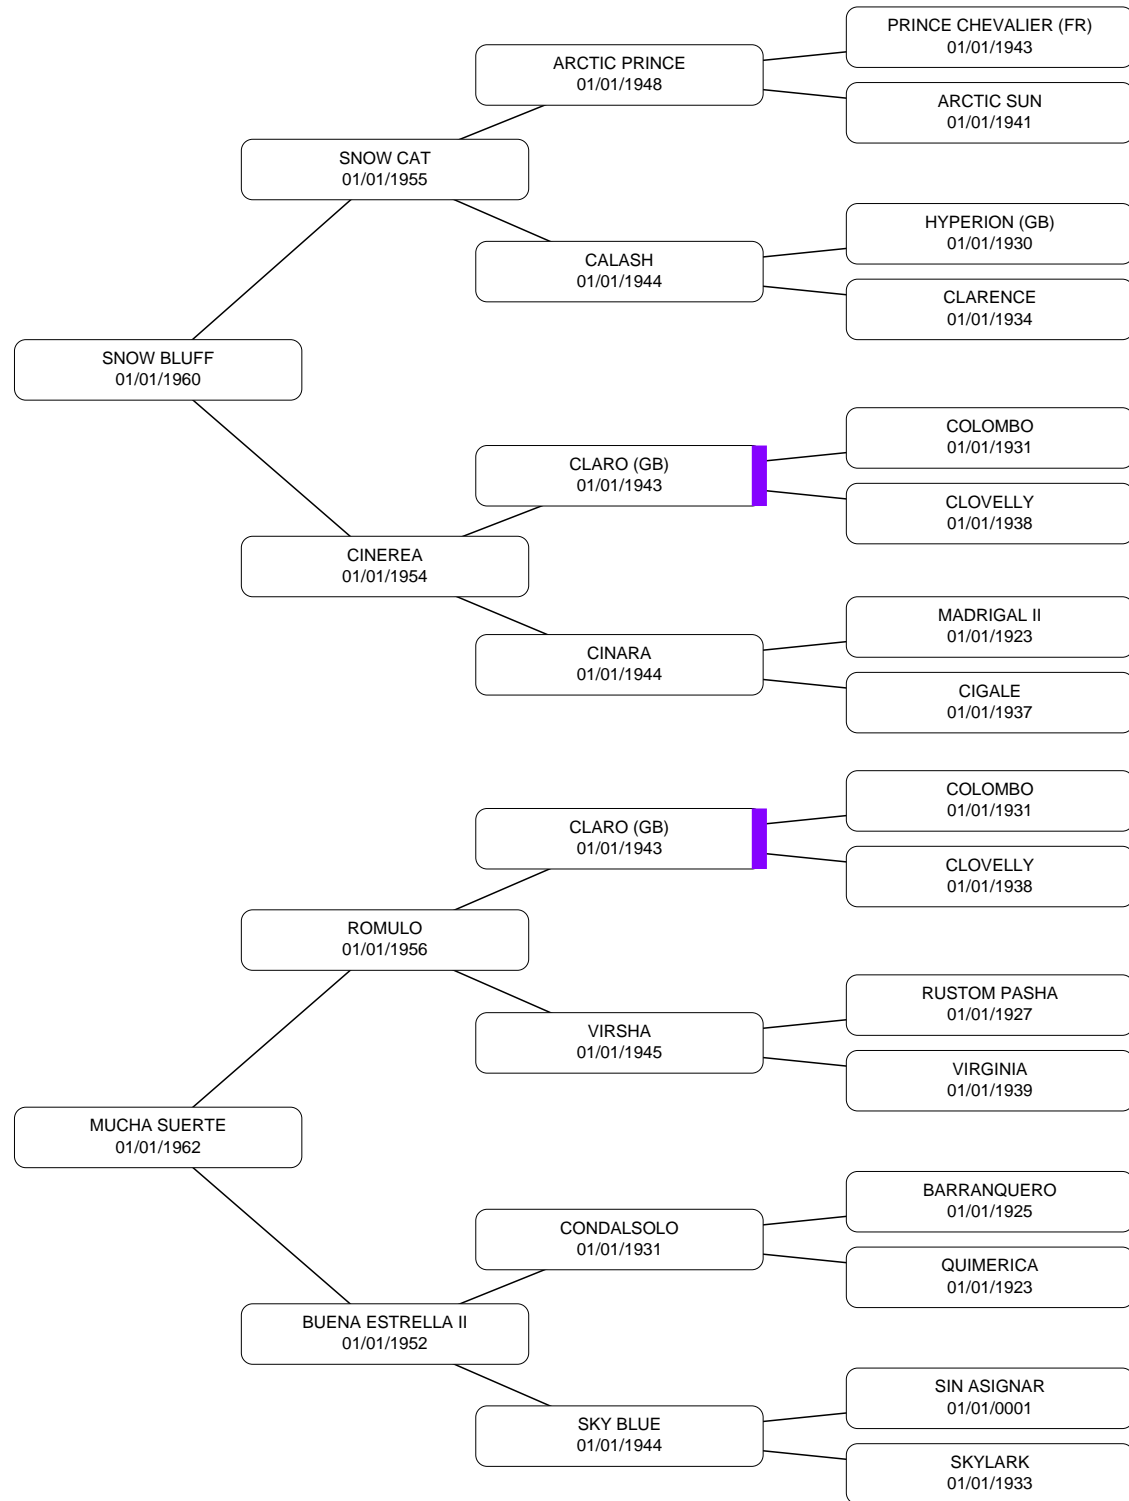 PRINCE CHEVALIER (FR)
01/01/1943
ARCTIC PRINCE
01/01/1948
ARCTIC SUN
01/01/1941
SNOW CAT
01/01/1955
HYPERION (GB)
01/01/1930
CALASH
01/01/1944
CLARENCE
01/01/1934
SNOW BLUFF
01/01/1960
COLOMBO
01/01/1931
CLARO (GB)
01/01/1943
CLOVELLY
01/01/1938
CINEREA
01/01/1954
MADRIGAL II
01/01/1923
CINARA
01/01/1944
CIGALE
01/01/1937
COLOMBO
01/01/1931
CLARO (GB)
01/01/1943
CLOVELLY
01/01/1938
ROMULO
01/01/1956
RUSTOM PASHA
01/01/1927
VIRSHA
01/01/1945
VIRGINIA
01/01/1939
MUCHA SUERTE
01/01/1962
BARRANQUERO
01/01/1925
CONDALSOLO
01/01/1931
QUIMERICA
01/01/1923
BUENA ESTRELLA II
01/01/1952
SIN ASIGNAR
01/01/0001
SKY BLUE
01/01/1944
SKYLARK
01/01/1933